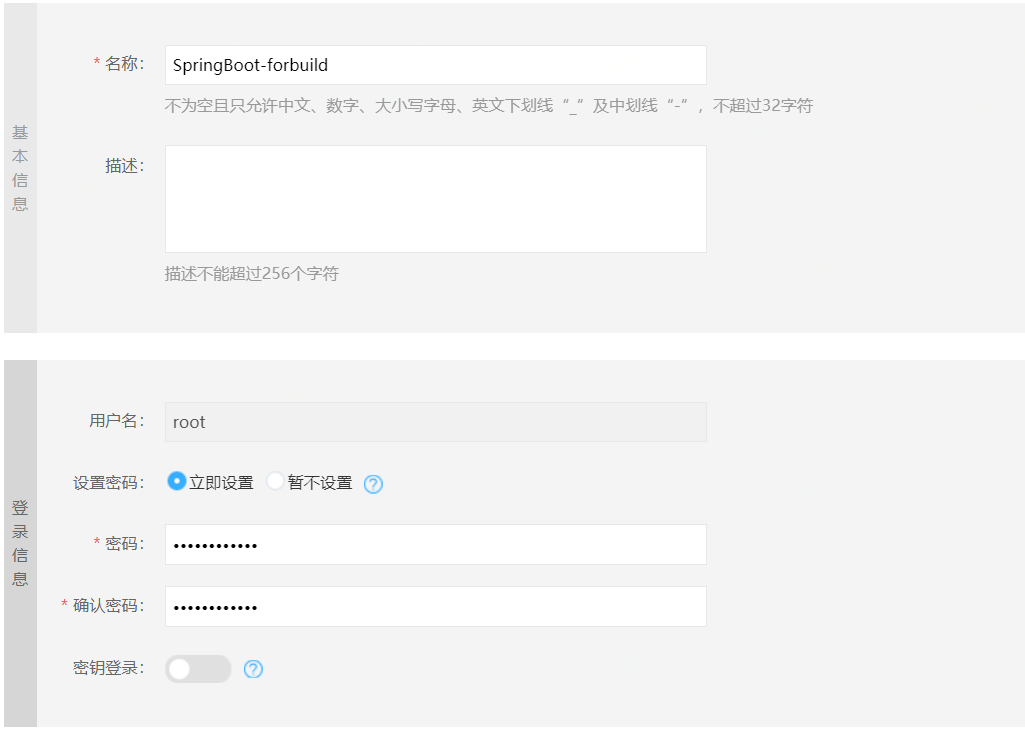 基本信息
* 名称：
SpringBoot-forbuild
不为空且只允许中文、数字、大小写字母、英文下划线“_”及中划线“-”，不超过32字符
描述：
描述不能超过256个字符
登录信息
用户名：
root
设置密码： 立即设置 暂不设置 ?
* 密码： ••••••••••••
* 确认密码： ••••••••••••
密钥登录： ?